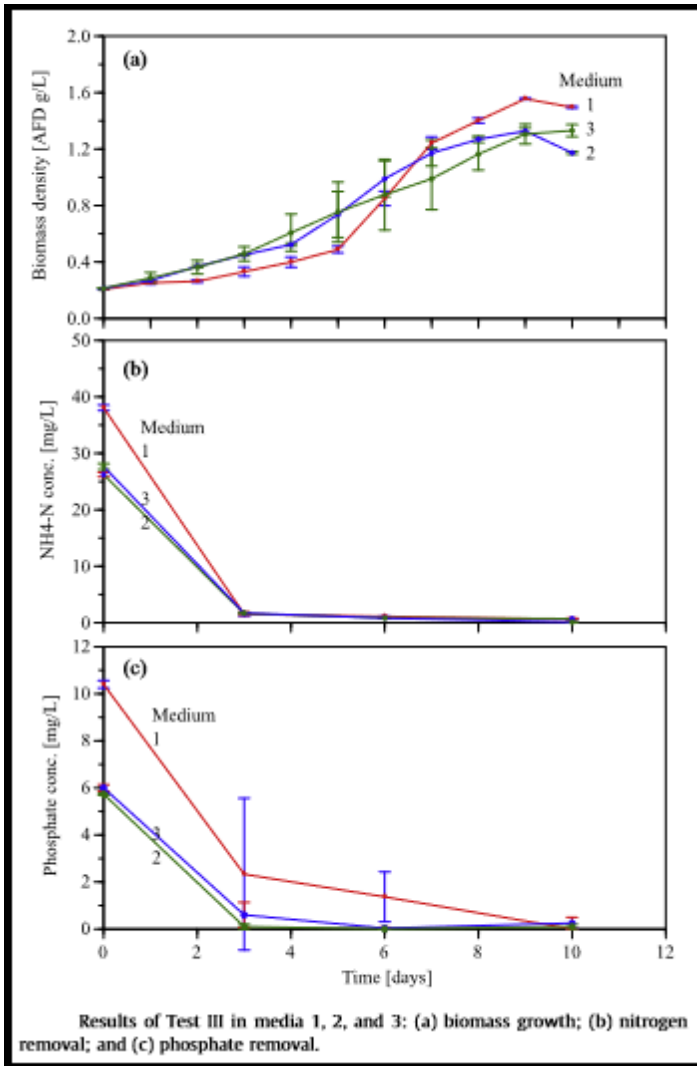 (a)
2.0
1.6
1.2
0.8
0.4
0.0
Biomass density [AFD g/L]
Medium
1
3
2
(b)
50
40
30
20
10
0
NH4-N conc. [mg/L]
Medium
1
3
2
(c)
12
10
8
6
4
2
0
Phosphate conc. [mg/L]
Medium
1
3
2
0 2 4 6 8 10 12
Time [days]
Results of Test III in media 1, 2, and 3: (a) biomass growth; (b) nitrogen
removal; and (c) phosphate removal.